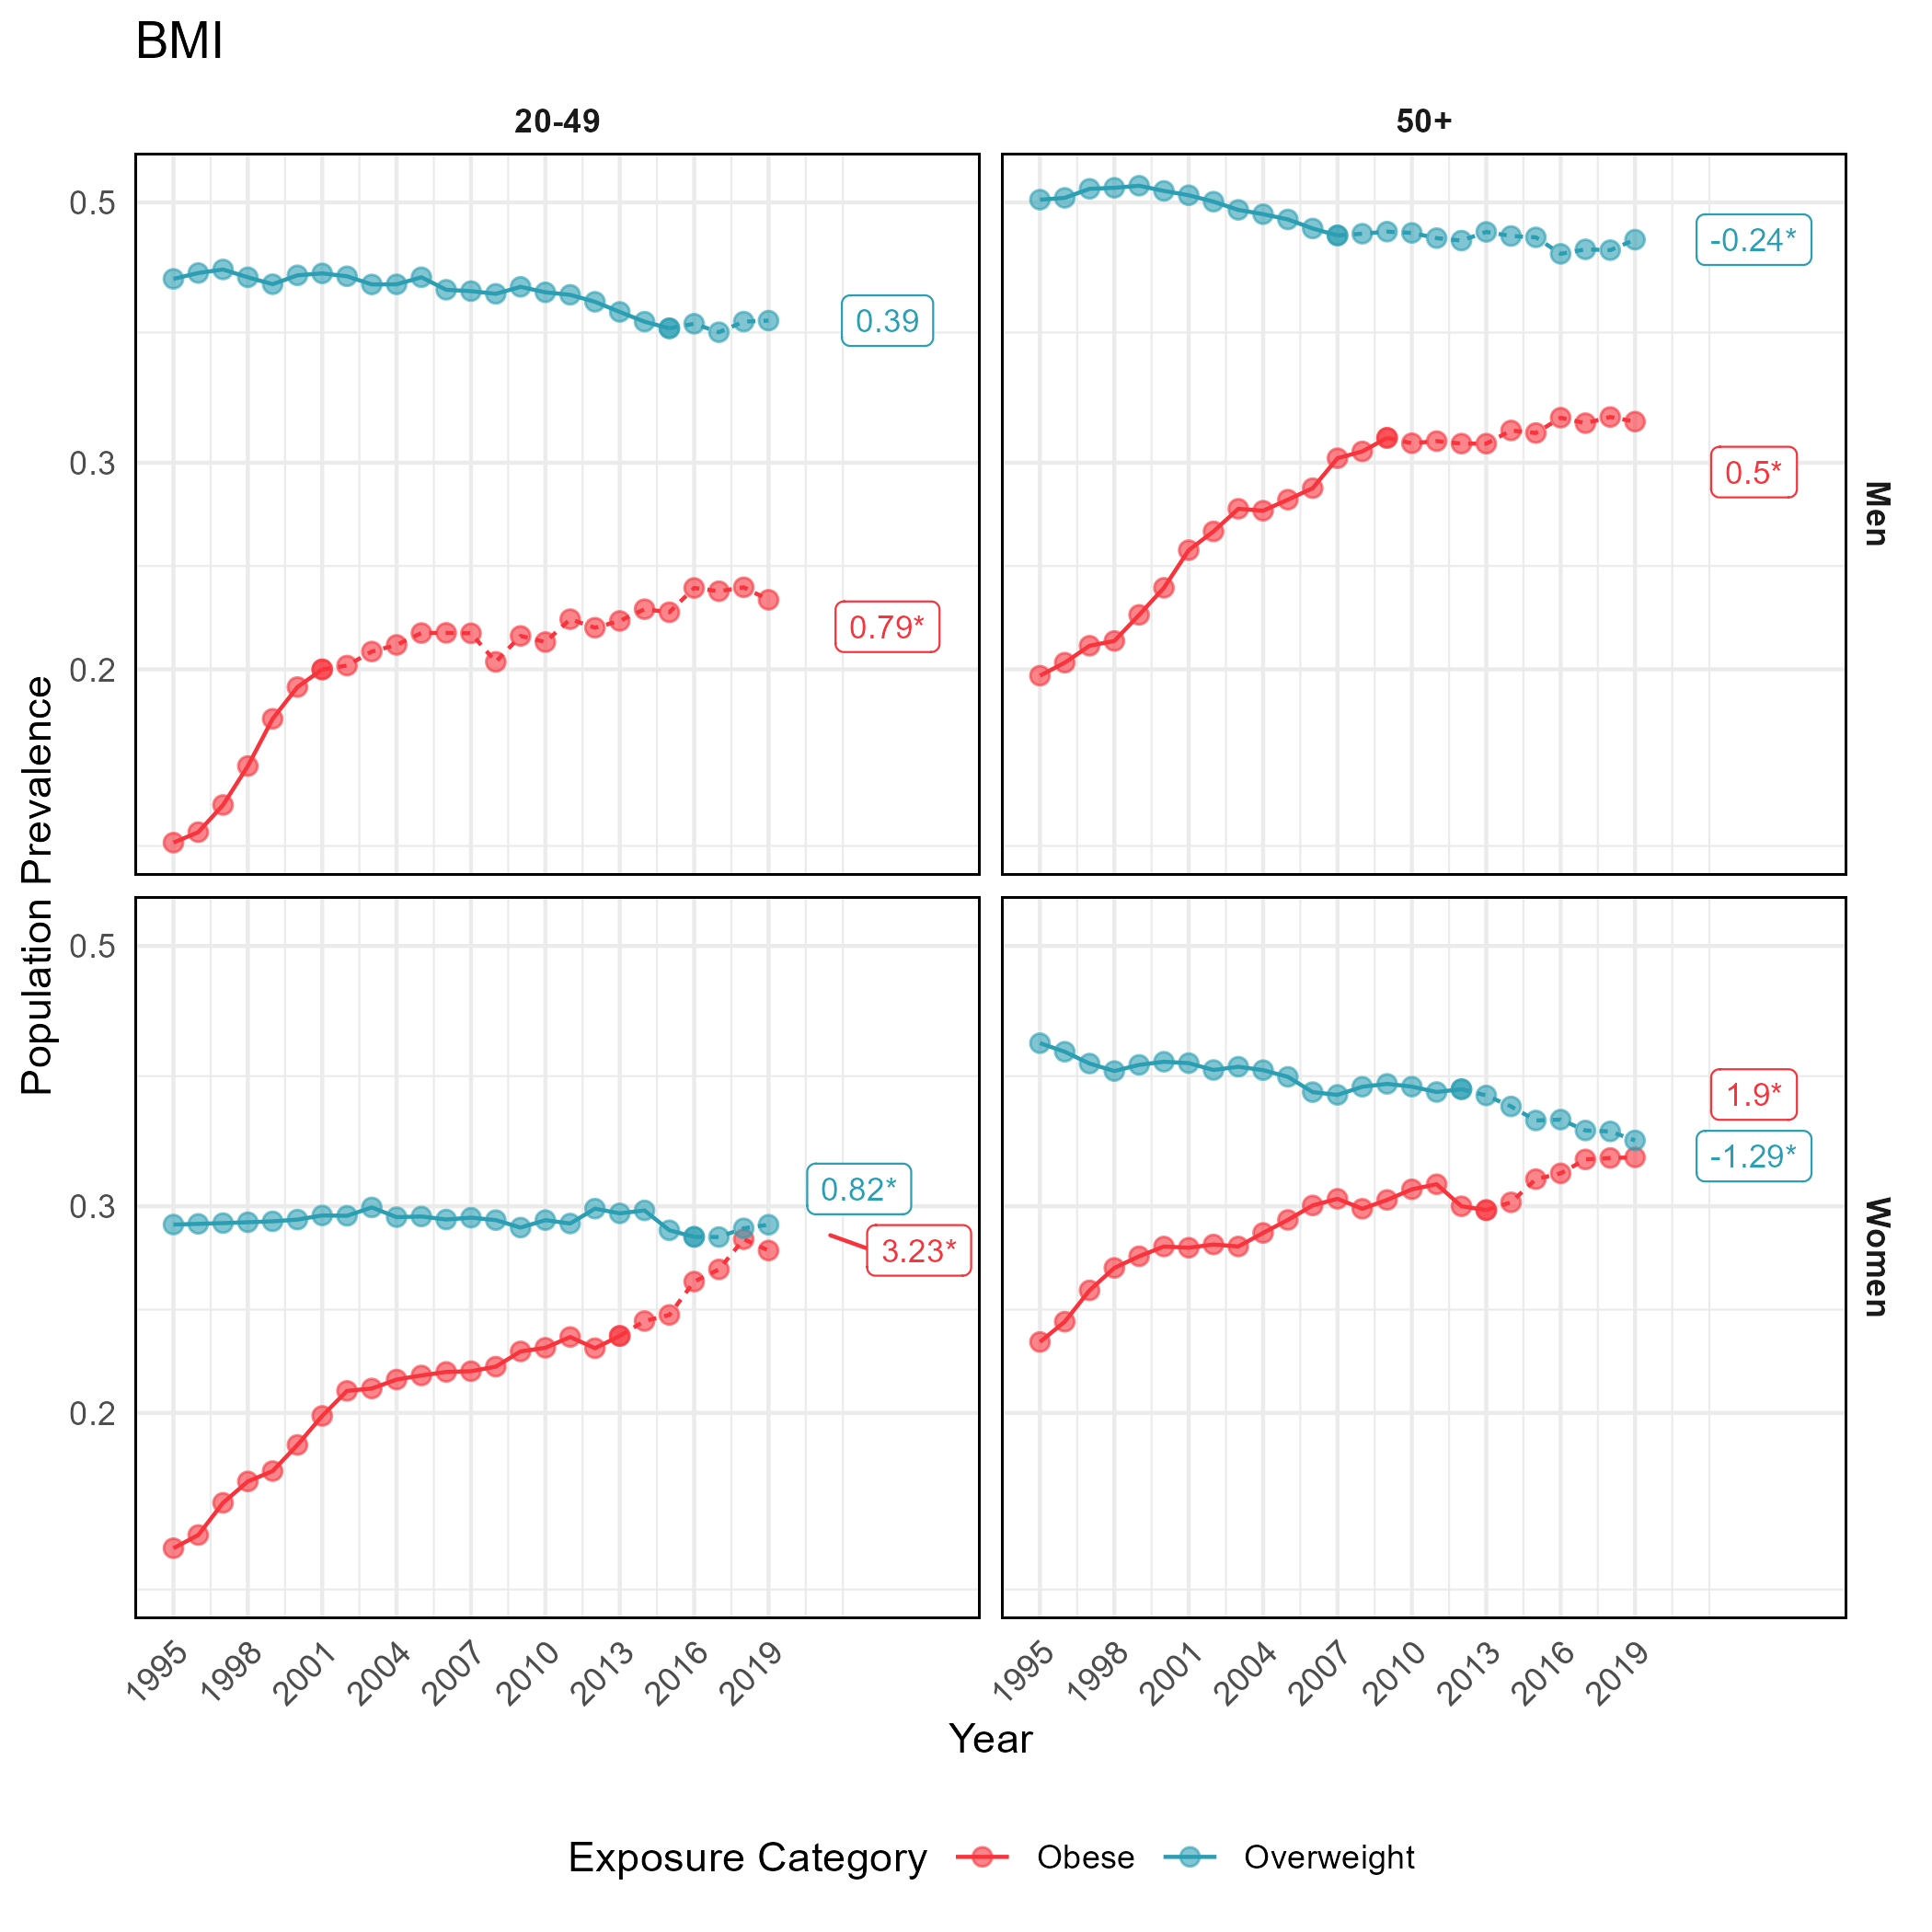 BMI
20-49
50+
Population Prevalence
0.5
0.3
0.2
0.39
0.79*
-0.24*
0.5*
Men
0.5
0.3
0.2
0.82*
3.23*
1.9*
-1.29*
Women
1995 1998 2001 2004 2007 2010 2013 2016 2019
1995 1998 2001 2004 2007 2010 2013 2016 2019
Year
Exposure Category Obese Overweight